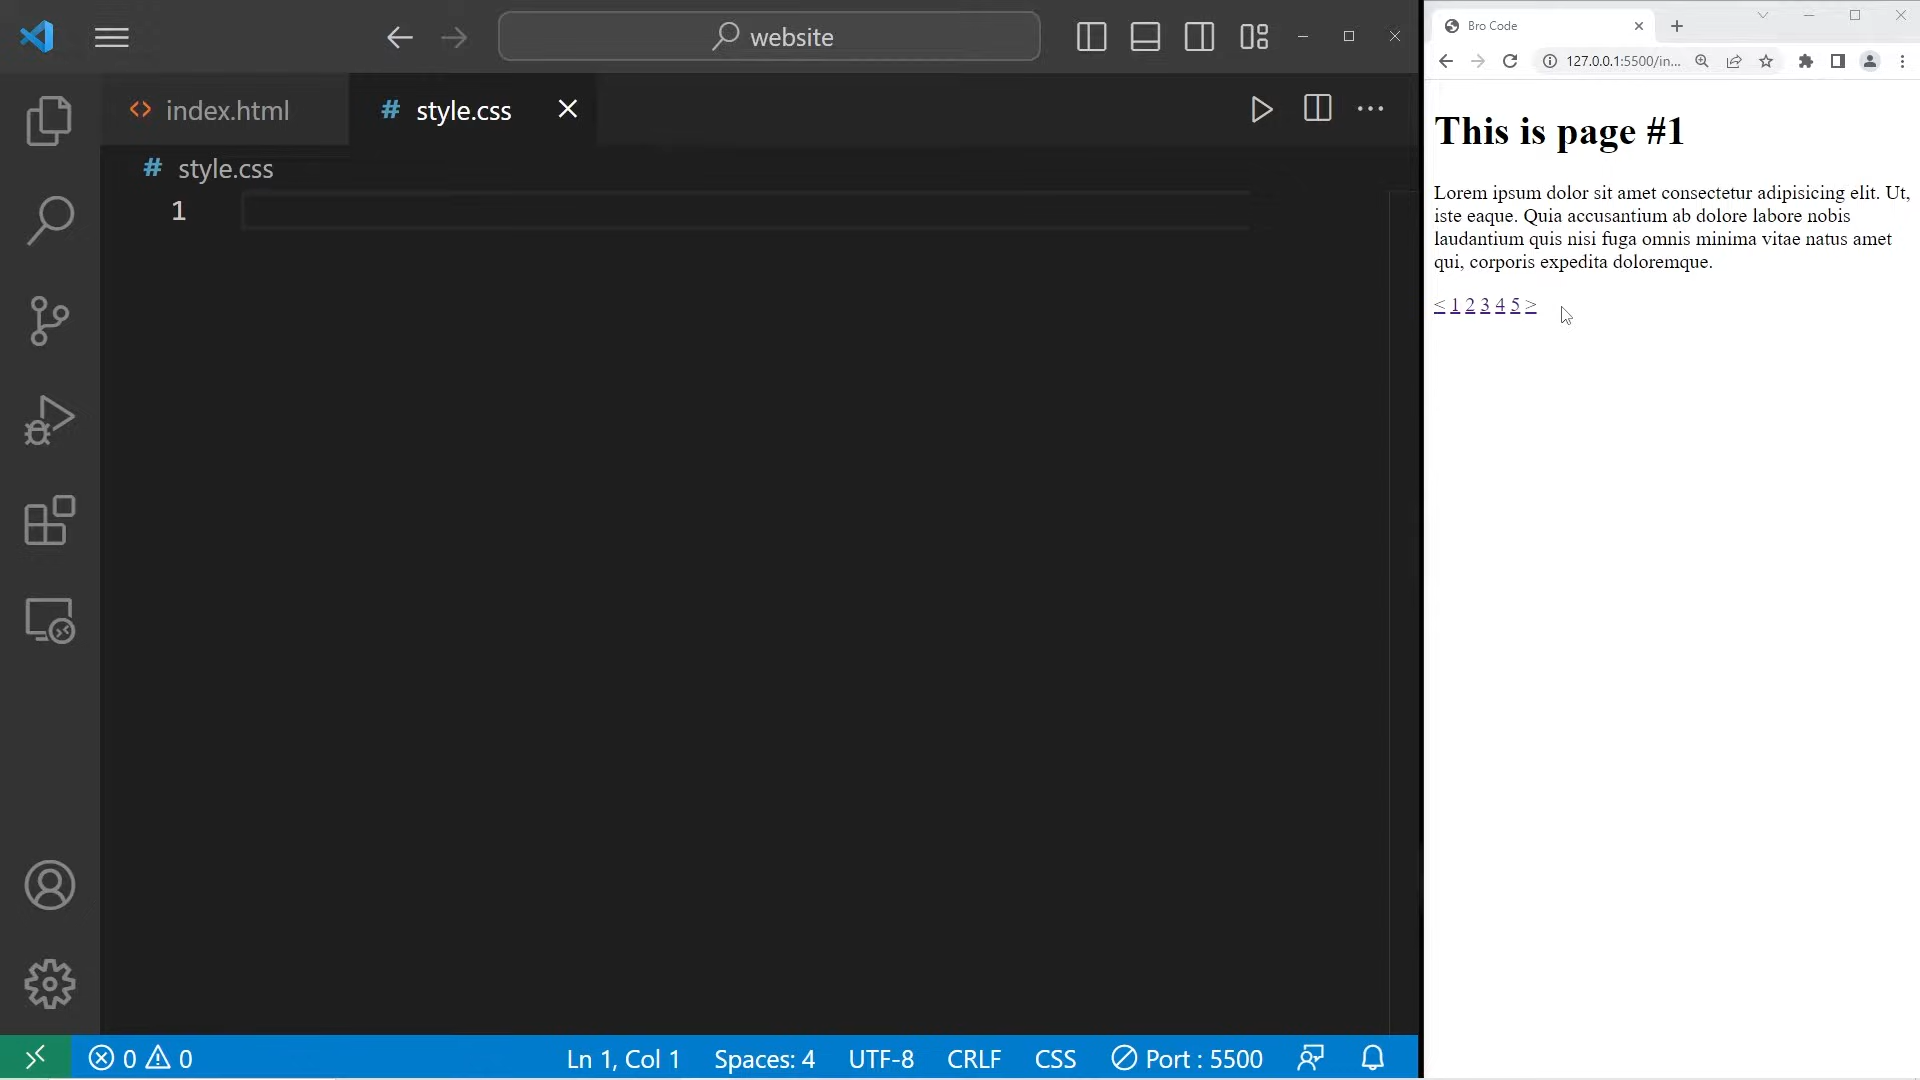 website
index.html
style.css
style.css
1
0 0
Ln 1, Col 1
Spaces: 4
UTF-8
CRLF
CSS
Port : 5500
Bro Code
127.0.0.1:5500/in...
This is page #1
Lorem ipsum dolor sit amet consectetur adipisicing elit. Ut,
iste eaque. Quia accusantium ab dolore labore nobis
laudantium quis nisi fuga omnis minima vitae natus amet
qui, corporis expedita doloremque.
< 1 2 3 4 5 >